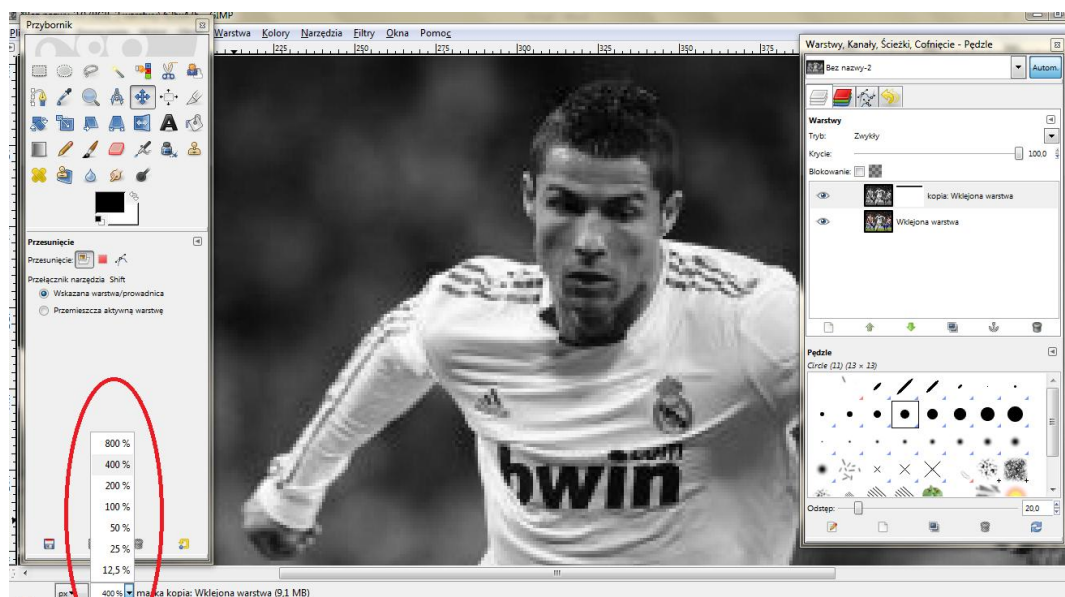 GIMP
Przybornik
Warstwa Kolory Narzędzia Filtry Okna Pomoc
225 250 275 300 325 350 375
Przesunięcie
Przesunięcie:
Przełącznik narzędzia Shift
Wskazana warstwa/prowadnica
Przemieszcza aktywną warstwę
800 %
400 %
200 %
100 %
50 %
25 %
12,5 %
px
400 %
kopia: Wklejona warstwa (9,1 MB)
bwin
.com
Warstwy, Kanały, Ścieżki, Cofnięcie - Pędzle
Bez nazwy-2
Autom.
Warstwy
Tryb: Zwykły
Krycie: 100,0
Blokowanie:
kopia: Wklejona warstwa
Wklejona warstwa
Pędzle
Circle (11) (13 × 13)
Odstęp: 20,0